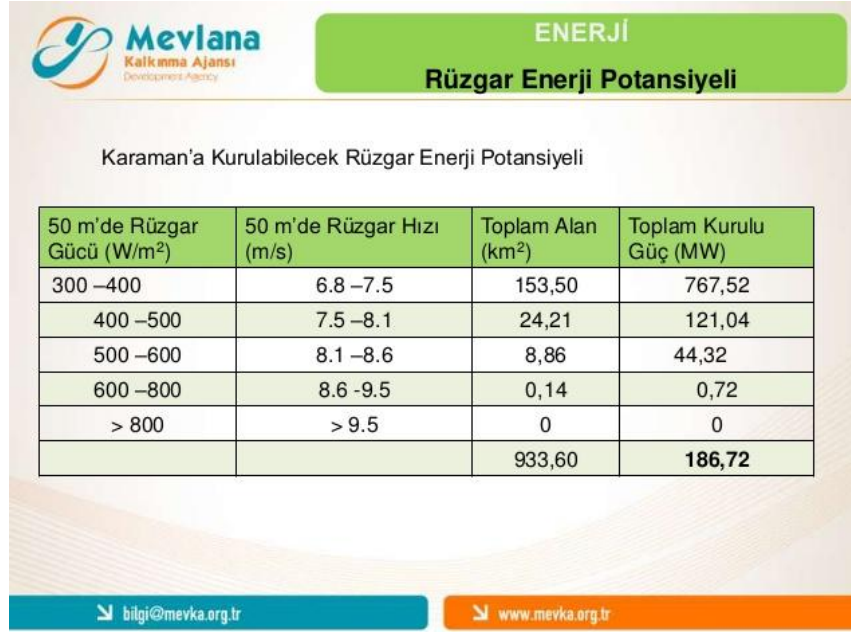 Mevlana
Kalkınma Ajansı
Development Agency
ENERJİ
Rüzgar Enerji Potansiyeli
Karaman'a Kurulabilecek Rüzgar Enerji Potansiyeli
50 m'de Rüzgar Gücü (W/m²) 50 m'de Rüzgar Hızı (m/s) Toplam Alan (km²) Toplam Kurulu Güç (MW)
300 –400 6.8 –7.5 153,50 767,52
400 –500 7.5 –8.1 24,21 121,04
500 –600 8.1 –8.6 8,86 44,32
600 –800 8.6 -9.5 0,14 0,72
> 800 > 9.5 0 0
933,60 186,72
bilgi@mevka.org.tr
www.mevka.org.tr